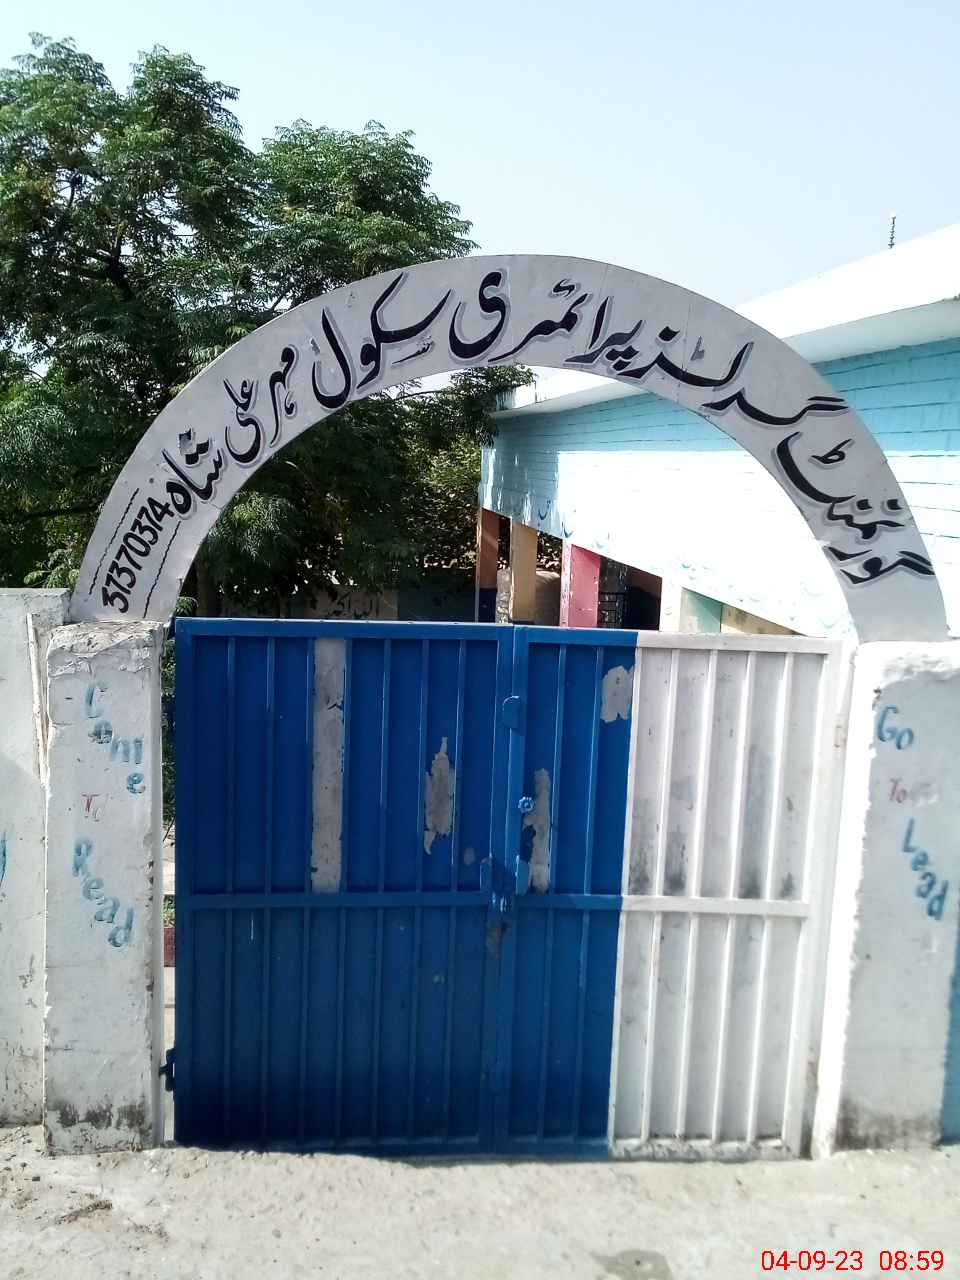 گورنمنٹ گرلز پرائمری سکول مہر علی شاہ
37370374
Come
To
Read
Go
To
Lead
04-09-23 08:59